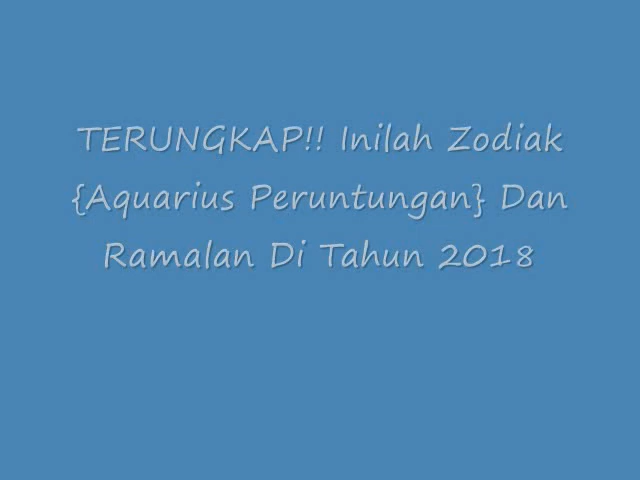 TERUNGKAP!! Inilah Zodiak
{Aquarius Peruntungan} Dan
Ramalan Di Tahun 2018